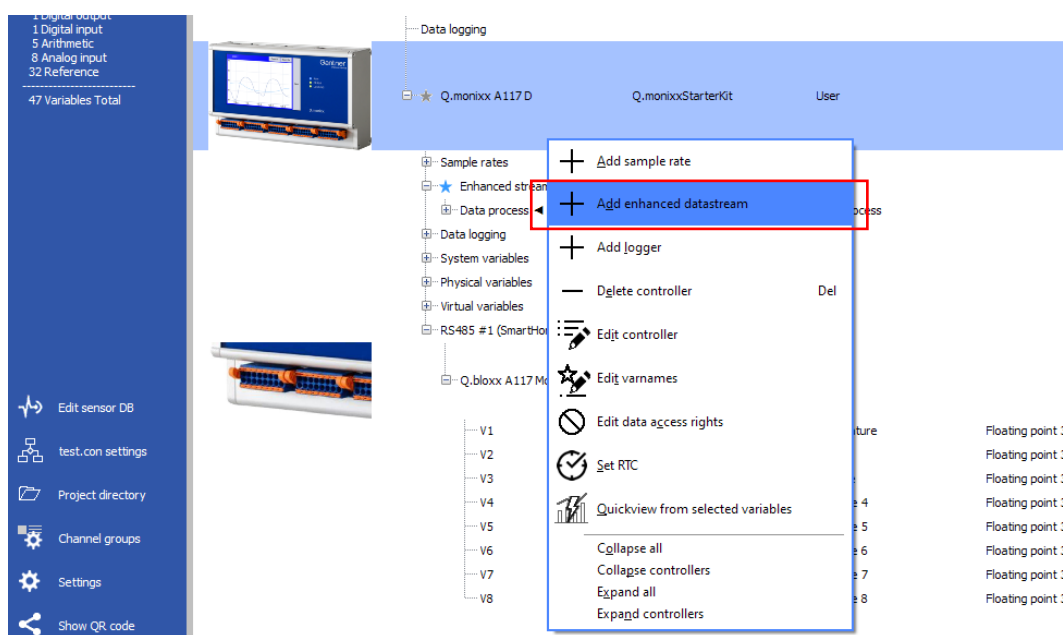 1 Digital output
1 Digital input
5 Arithmetic
8 Analog input
32 Reference
47 Variables Total
Edit sensor DB
test.con settings
Project directory
Channel groups
Settings
Show QR code
Data logging
Gantner
Q.monixx A117 D Q.monixxStarterKit User
Sample rates
Enhanced stream
Data process
Data logging
System variables
Physical variables
Virtual variables
RS485 #1 (SmartHo
Q.bloxx A117 Mo
V1 ture Floating point 3
V2 Floating point 3
V3 Floating point 3
V4 e 4 Floating point 3
V5 e 5 Floating point 3
V6 e 6 Floating point 3
V7 e 7 Floating point 3
V8 e 8 Floating point 3
Add sample rate
Add enhanced datastream
ocess
Add logger
Delete controller Del
Edit controller
Edit varnames
Edit data access rights
Set RTC
Quickview from selected variables
Collapse all
Collapse controllers
Expand all
Expand controllers